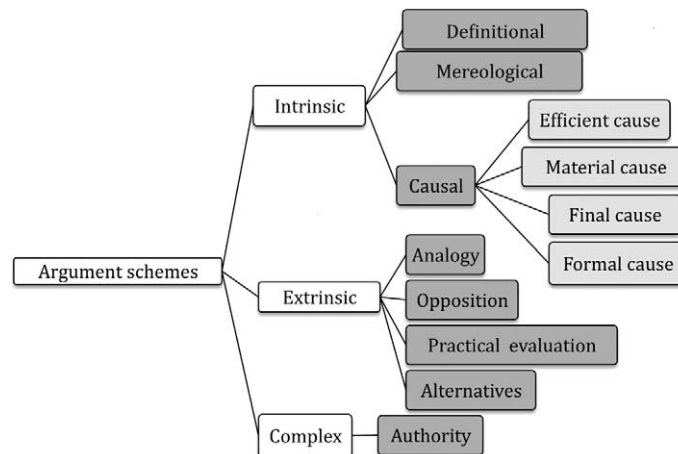 Definitional
Mereological
Intrinsic
Efficient cause
Material cause
Causal
Final cause
Formal cause
Argument schemes
Analogy
Extrinsic
Opposition
Practical evaluation
Alternatives
Complex
Authority